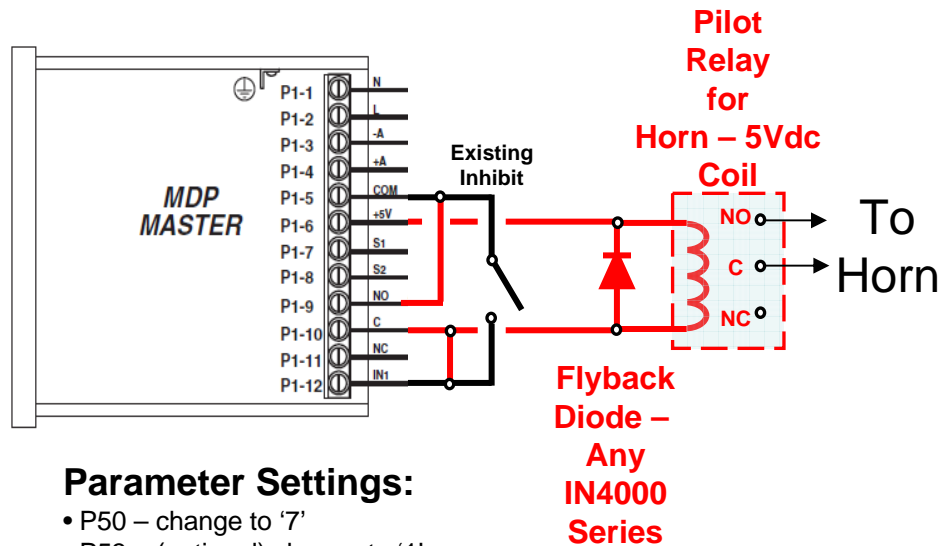 Pilot
Relay
for
Horn – 5Vdc
Coil
MDP
MASTER
P1-1
P1-2
P1-3
P1-4
P1-5
P1-6
P1-7
P1-8
P1-9
P1-10
P1-11
P1-12
N
L
-A
+A
COM
+5V
S1
S2
NO
C
NC
IN1
Existing
Inhibit
NO
C
NC
To
Horn
Flyback
Diode –
Any
IN4000
Series
Parameter Settings:
• P50 – change to ‘7’